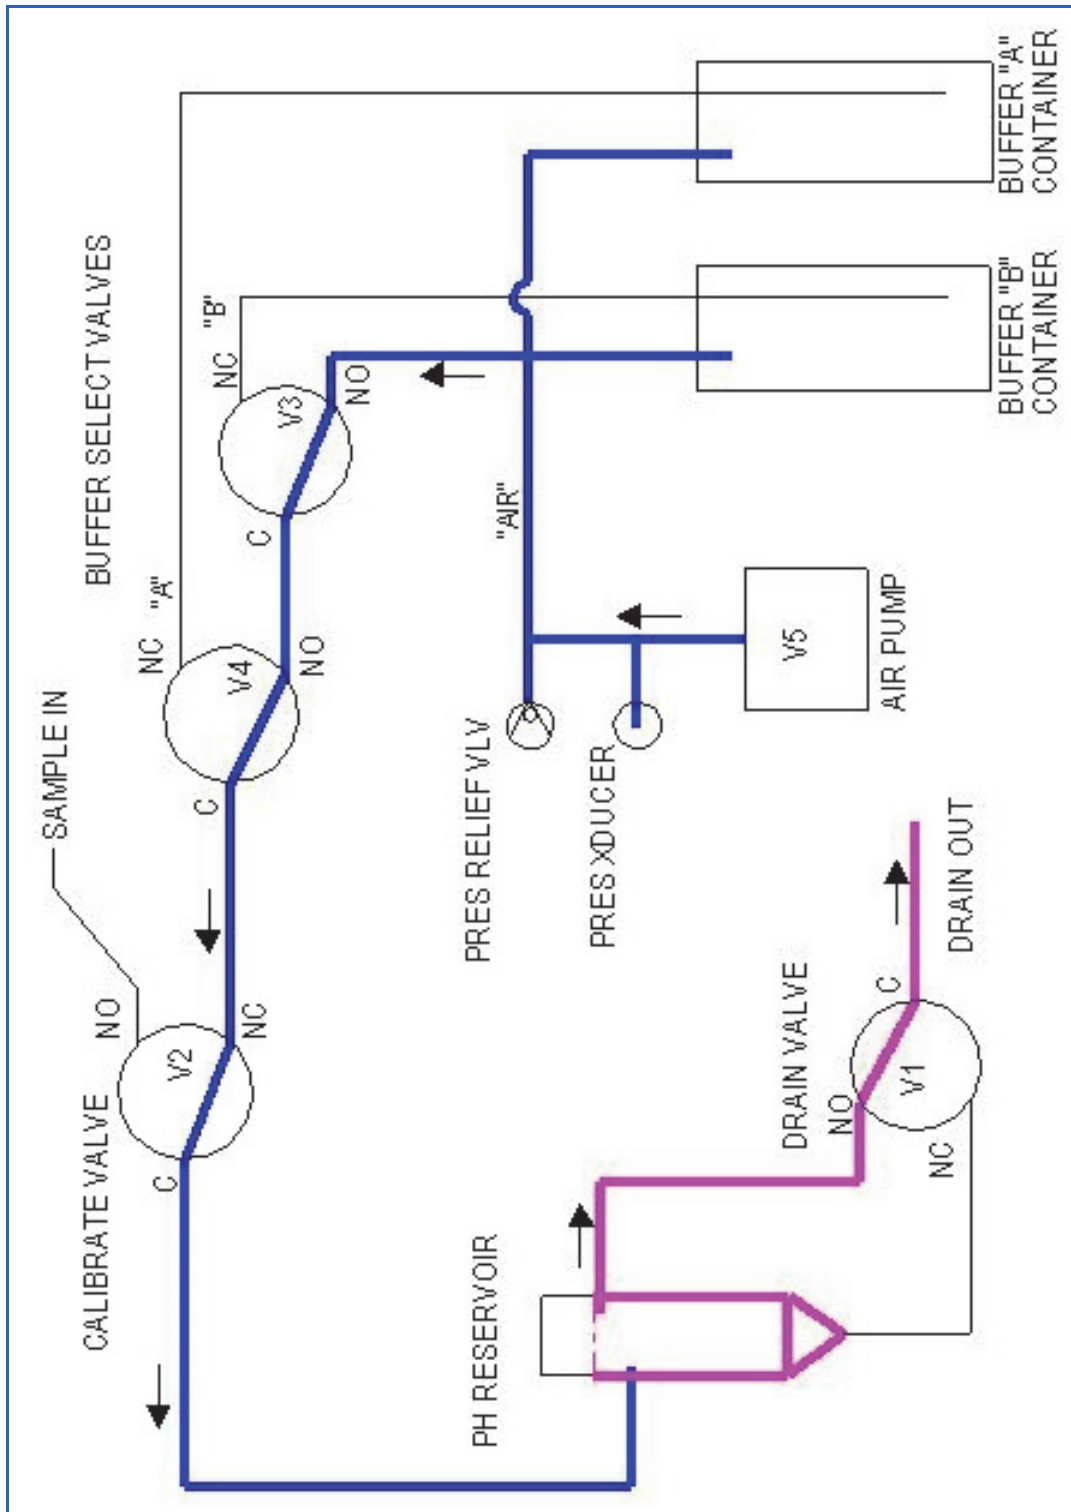 BUFFER SELECT VALVES
CALIBRATE VALVE
SAMPLE IN
NO
V2
C
NC
NC
"A"
V4
C
NO
NC
"B"
V3
C
NO
"AIR"
PRES RELIEF VLV
PRES XDUCER
V5
AIR PUMP
BUFFER "A"
CONTAINER
BUFFER "B"
CONTAINER
PH RESERVOIR
DRAIN VALVE
NO
C
V1
NC
DRAIN OUT